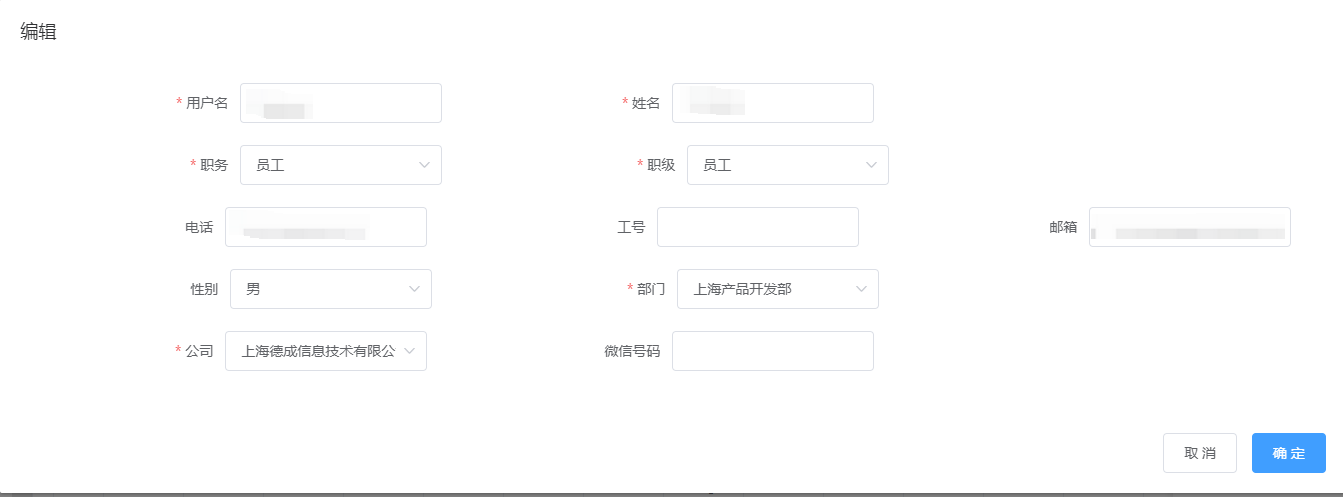 编辑
* 用户名
* 姓名
* 职务 员工
* 职级 员工
电话
工号
邮箱
性别 男
* 部门 上海产品开发部
* 公司 上海德成信息技术有限公
微信号码
取消
确定